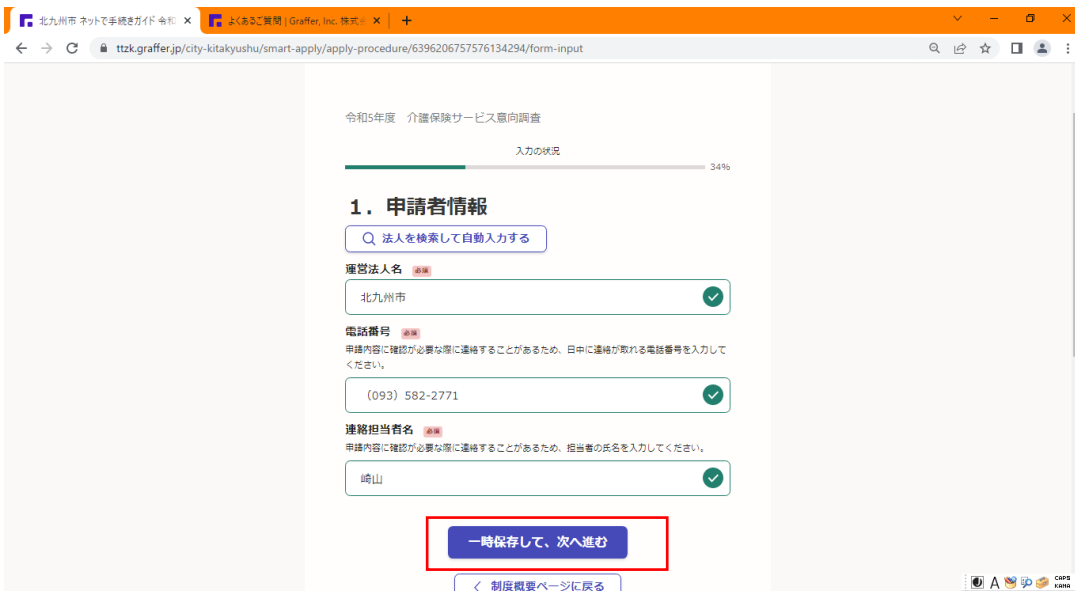 北九州市 ネットで手続きガイド 令和
よくあるご質問 | Graffer, Inc. 株式
ttzk.graffer.jp/city-kitakyushu/smart-apply/apply-procedure/6396206757576134294/form-input
令和5年度 介護保険サービス意向調査
入力の状況
34%
1. 申請者情報
法人を検索して自動入力する
運営法人名 必須
北九州市
電話番号 必須
申請内容に確認が必要な際に連絡することがあるため、日中に連絡が取れる電話番号を入力して
ください。
(093) 582-2771
連絡担当者名 必須
申請内容に確認が必要な際に連絡することがあるため、担当者の氏名を入力してください。
崎山
一時保存して、次へ進む
制度概要ページに戻る
A
CAPS
KANA